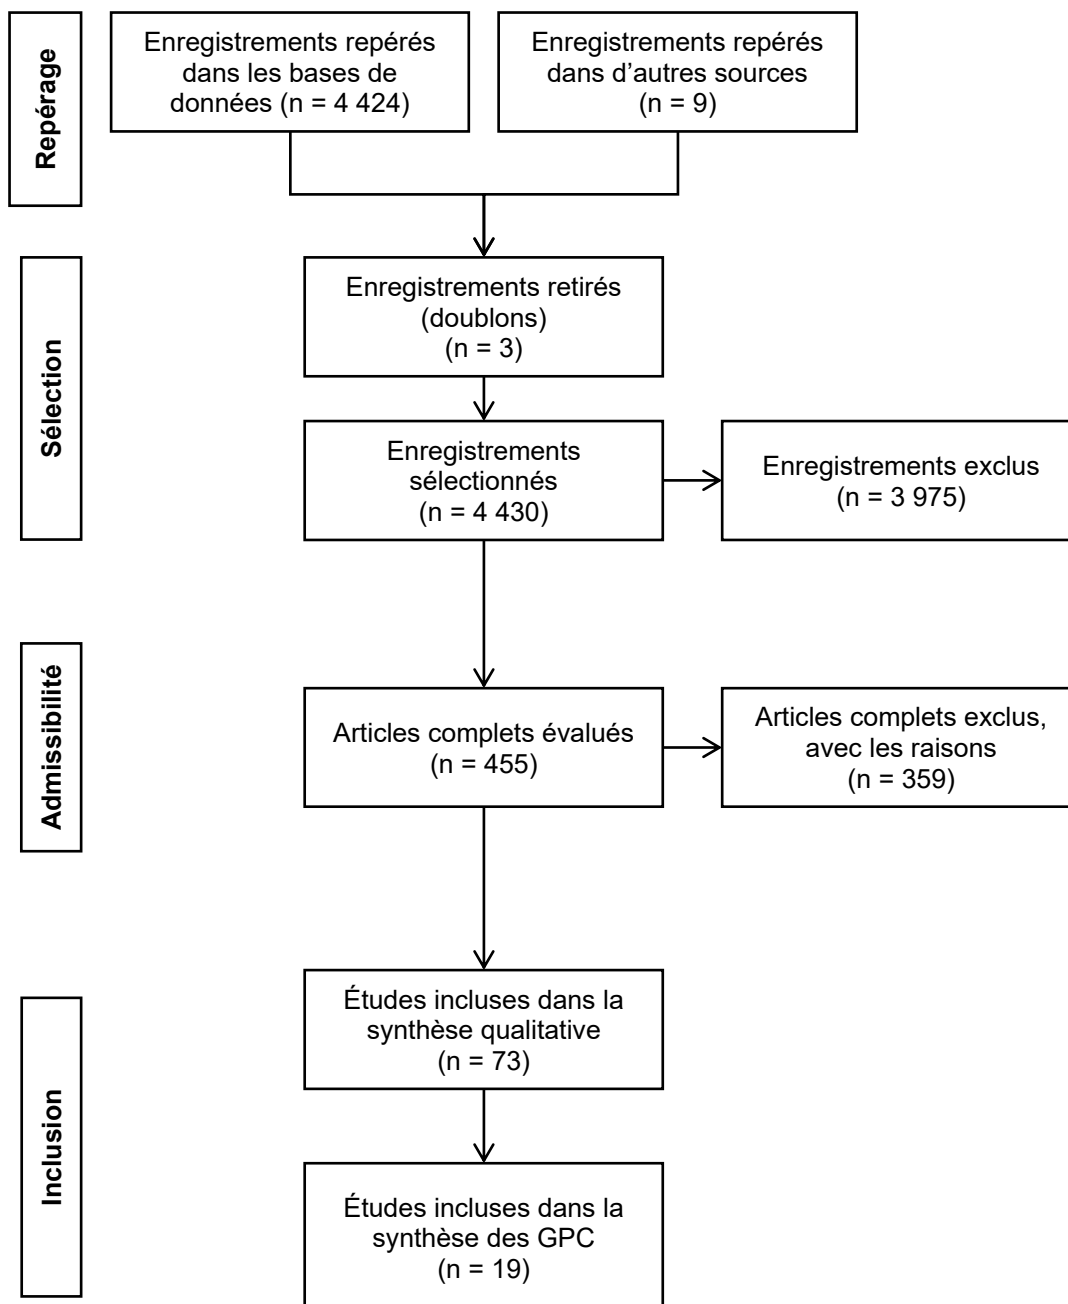 Repérage
Enregistrements repérés
dans les bases de
données (n = 4 424)
Enregistrements repérés
dans d’autres sources
(n = 9)
Sélection
Enregistrements retirés
(doublons)
(n = 3)
Enregistrements
sélectionnés
(n = 4 430)
Enregistrements exclus
(n = 3 975)
Admissibilité
Articles complets évalués
(n = 455)
Articles complets exclus,
avec les raisons
(n = 359)
Inclusion
Études incluses dans la
synthèse qualitative
(n = 73)
Études incluses dans la
synthèse des GPC
(n = 19)